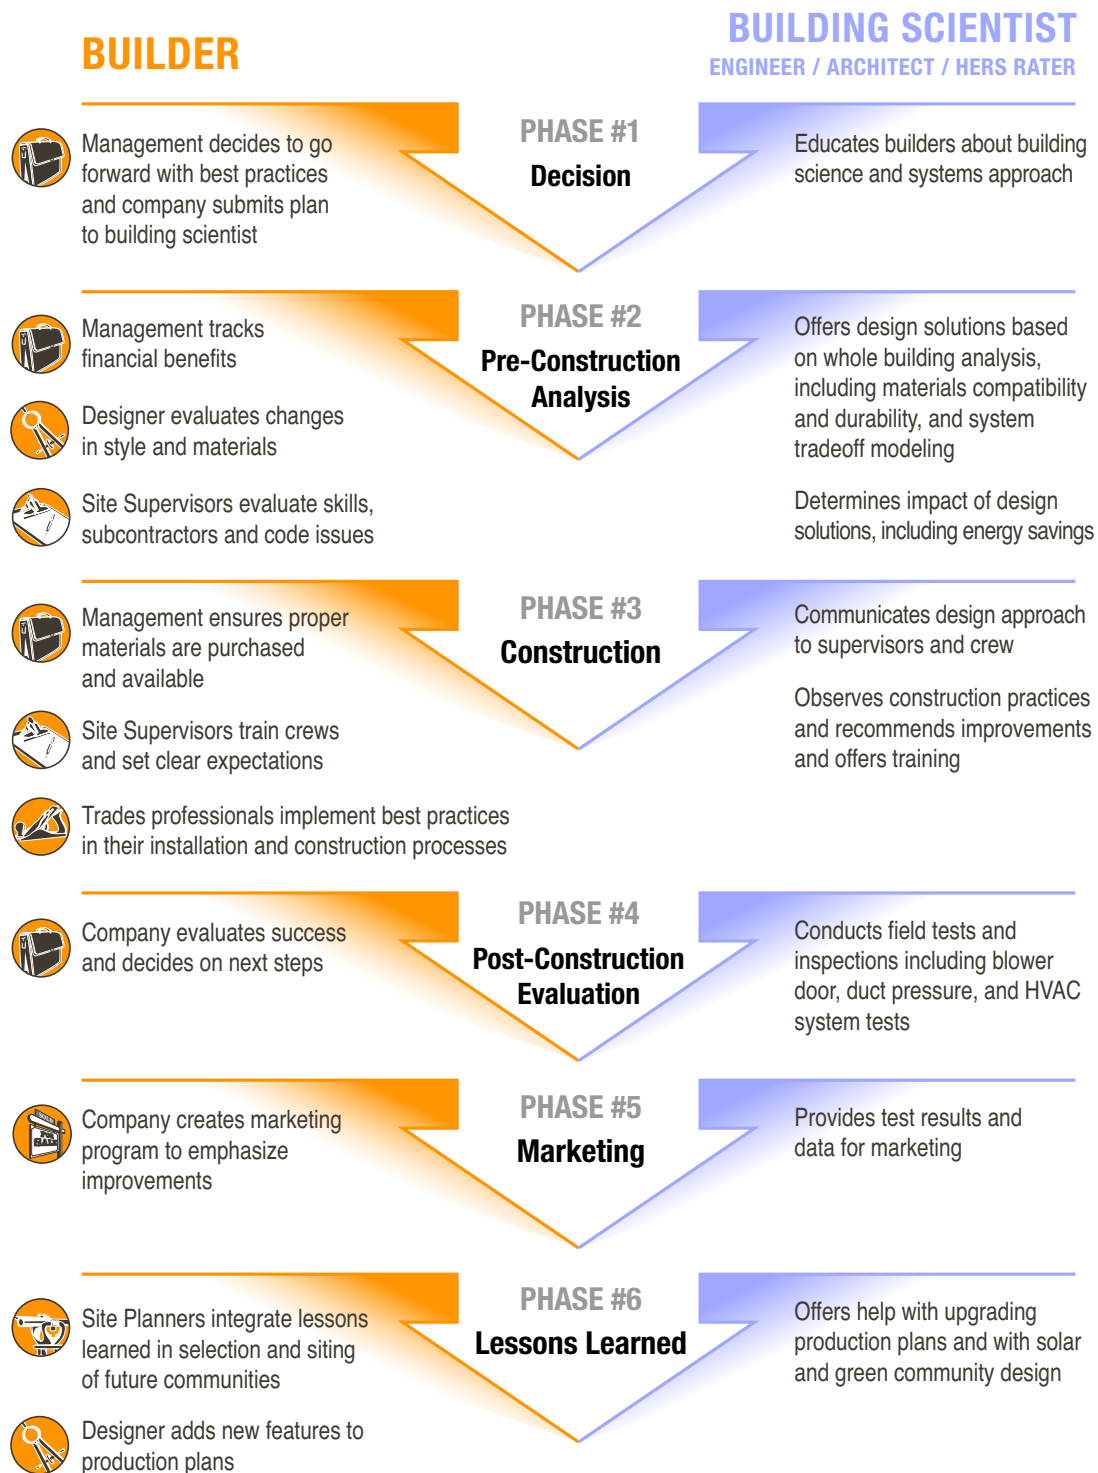 BUILDER
BUILDING SCIENTIST
ENGINEER / ARCHITECT / HERS RATER
PHASE #1
Decision
Management decides to go
forward with best practices
and company submits plan
to building scientist
Educates builders about building
science and systems approach
PHASE #2
Pre-Construction
Analysis
Management tracks
financial benefits
Designer evaluates changes
in style and materials
Site Supervisors evaluate skills,
subcontractors and code issues
Offers design solutions based
on whole building analysis,
including materials compatibility
and durability, and system
tradeoff modeling
Determines impact of design
solutions, including energy savings
PHASE #3
Construction
Management ensures proper
materials are purchased
and available
Site Supervisors train crews
and set clear expectations
Trades professionals implement best practices
in their installation and construction processes
Communicates design approach
to supervisors and crew
Observes construction practices
and recommends improvements
and offers training
PHASE #4
Post-Construction
Evaluation
Company evaluates success
and decides on next steps
Conducts field tests and
inspections including blower
door, duct pressure, and HVAC
system tests
PHASE #5
Marketing
FOR
SALE
Company creates marketing
program to emphasize
improvements
Provides test results and
data for marketing
PHASE #6
Lessons Learned
Site Planners integrate lessons
learned in selection and siting
of future communities
Designer adds new features to
production plans
Offers help with upgrading
production plans and with solar
and green community design